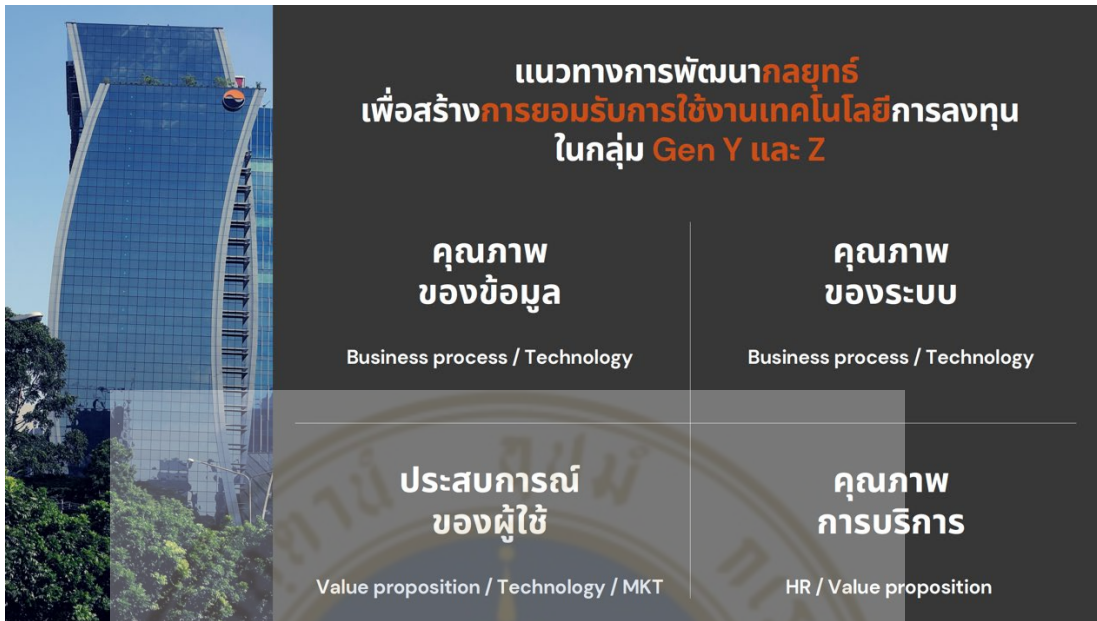 แนวทางการพัฒนากลยุทธ์
เพื่อสร้างการยอมรับการใช้งานเทคโนโลยีการลงทุน
ในกลุ่ม Gen Y และ Z
คุณภาพ
ของข้อมูล
Business process / Technology
คุณภาพ
ของระบบ
Business process / Technology
ประสบการณ์
ของผู้ใช้
Value proposition / Technology / MKT
คุณภาพ
การบริการ
HR / Value proposition